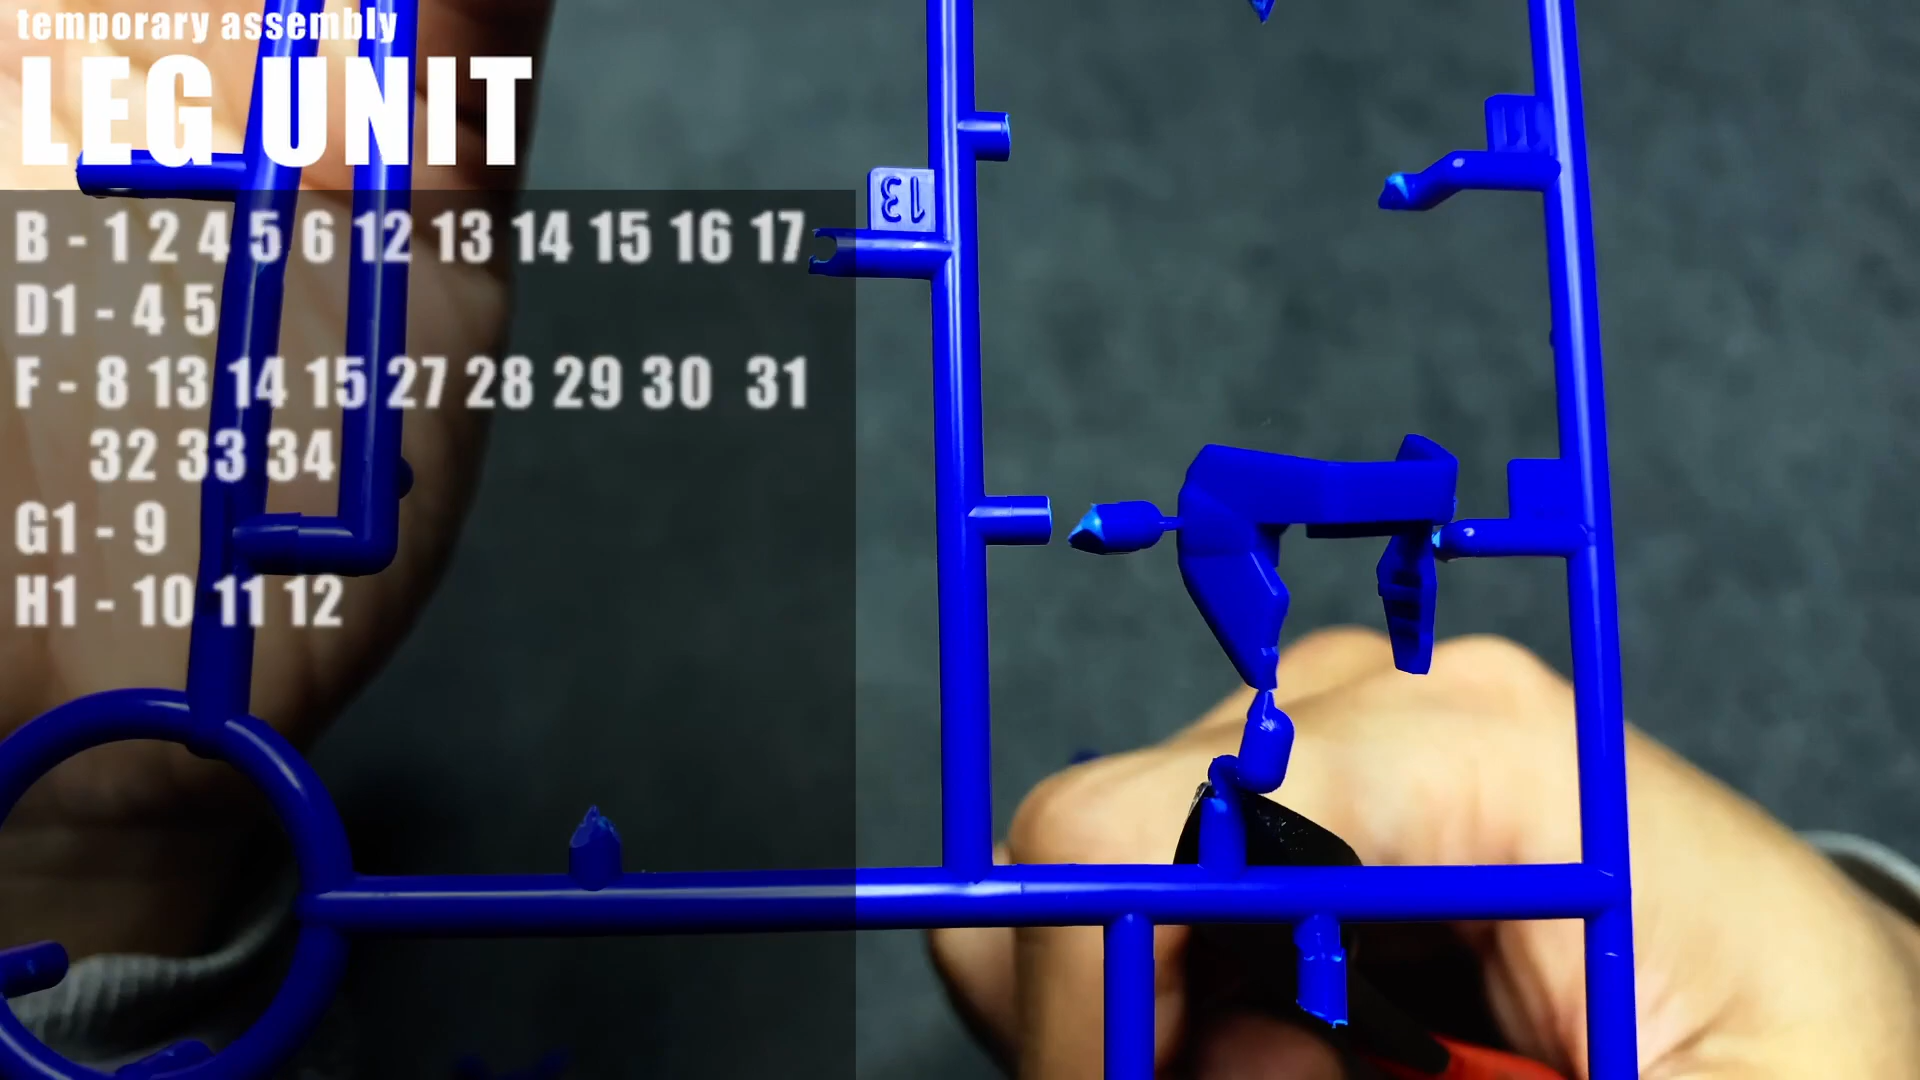 temporary assembly
LEG UNIT
B - 1 2 4 5 6 12 13 14 15 16 17
D1 - 4 5
F - 8 13 14 15 27 28 29 30 31
32 33 34
G1 - 9
H1 - 10 11 12
13